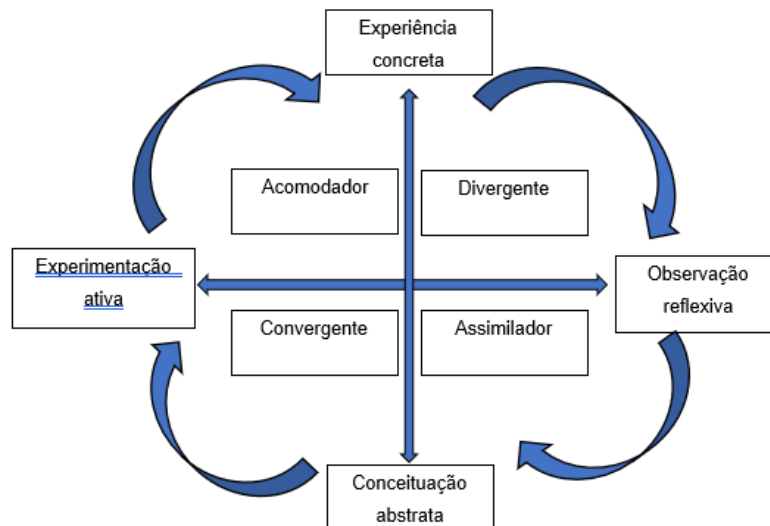 Experiência
concreta
Acomodador
Divergente
Experimentação
ativa
Observação
reflexiva
Convergente
Assimilador
Conceituação
abstrata